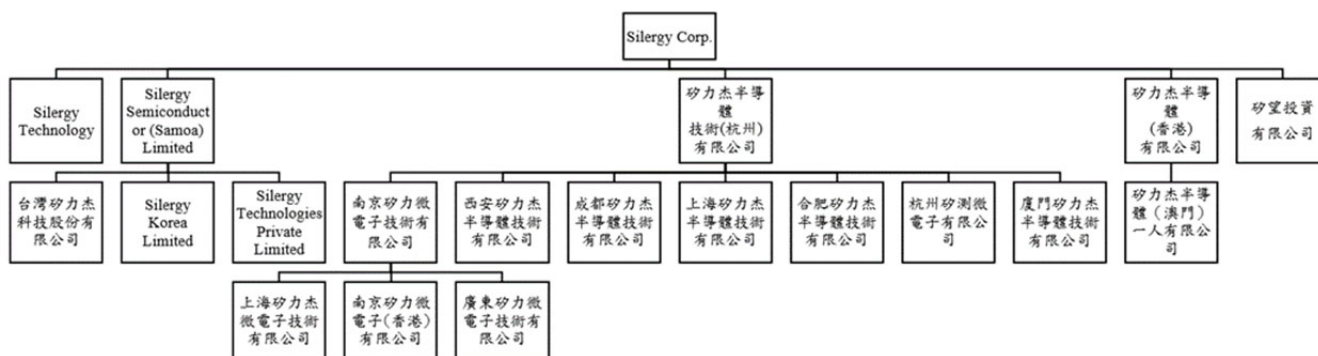 Silergy Corp.
Silergy
Technology
Silergy
Semiconduct
or (Samoa)
Limited
矽力杰半導
體
技術(杭州)
有限公司
矽力杰半導
體
(香港)
有限公司
矽望投資
有限公司
台灣矽力杰
科技股份有
限公司
Silergy
Korea
Limited
Silergy
Technologies
Private
Limited
南京矽力微
電子技術有
限公司
西安矽力杰
半導體技術
有限公司
成都矽力杰
半導體技術
有限公司
上海矽力杰
半導體技術
有限公司
合肥矽力杰
半導體技術
有限公司
杭州矽測微
電子有限公
司
廈門矽力杰
半導體技術
有限公司
矽力杰半導
體（澳門）
一人有限公
司
上海矽力杰
微電子技術
有限公司
南京矽力微
電子(香港)
有限公司
廣東矽力微
電子技術有
限公司